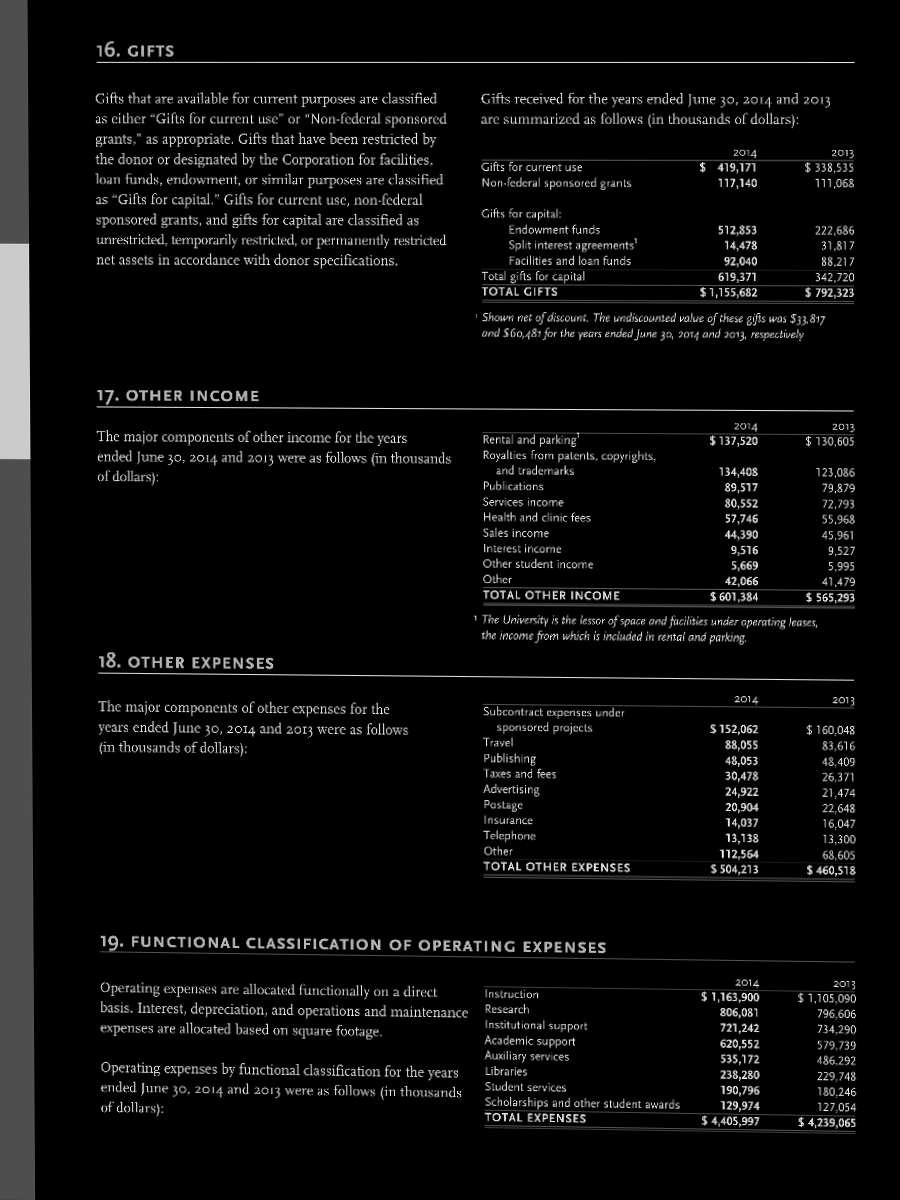 16. GIFTS
Gifts that are available for current purposes are classified
as either “Gifts for current use” or “Non-federal sponsored
grants,” as appropriate. Gifts that have been restricted by
the donor or designated by the Corporation for facilities,
loan funds, endowment, or similar purposes are classified
as “Gifts for capital.” Gifts for current use, non-federal
sponsored grants, and gifts for capital are classified as
unrestricted, temporarily restricted, or permanently restricted
net assets in accordance with donor specifications.
Gifts received for the years ended June 30, 2014 and 2013
are summarized as follows (in thousands of dollars):
2014 2013
Gifts for current use $ 419,171 $ 338,535
Non-federal sponsored grants 117,140 111,068
Gifts for capital:
Endowment funds 512,853 222,686
Split interest agreements¹ 14,478 31,817
Facilities and loan funds 92,040 88,217
Total gifts for capital 619,371 342,720
TOTAL GIFTS $ 1,155,682 $ 792,323
¹ Shown net of discount. The undiscounted value of these gifts was $33,817
and $60,481 for the years ended June 30, 2014 and 2013, respectively
17. OTHER INCOME
The major components of other income for the years
ended June 30, 2014 and 2013 were as follows (in thousands
of dollars):
2014 2013
Rental and parking¹ $ 137,520 $ 130,605
Royalties from patents, copyrights,
and trademarks 134,408 123,086
Publications 89,517 79,879
Services income 80,552 72,793
Health and clinic fees 57,746 55,968
Sales income 44,390 45,961
Interest income 9,516 9,527
Other student income 5,669 5,995
Other 42,066 41,479
TOTAL OTHER INCOME $ 601,384 $ 565,293
¹ The University is the lessor of space and facilities under operating leases,
the income from which is included in rental and parking.
18. OTHER EXPENSES
The major components of other expenses for the
years ended June 30, 2014 and 2013 were as follows
(in thousands of dollars):
2014 2013
Subcontract expenses under
sponsored projects $ 152,062 $ 160,048
Travel 88,055 83,616
Publishing 48,053 48,409
Taxes and fees 30,478 26,371
Advertising 24,922 21,474
Postage 20,904 22,648
Insurance 14,037 16,047
Telephone 13,138 13,300
Other 112,564 68,605
TOTAL OTHER EXPENSES $ 504,213 $ 460,518
19. FUNCTIONAL CLASSIFICATION OF OPERATING EXPENSES
Operating expenses are allocated functionally on a direct
basis. Interest, depreciation, and operations and maintenance
expenses are allocated based on square footage.
Operating expenses by functional classification for the years
ended June 30, 2014 and 2013 were as follows (in thousands
of dollars):
2014 2013
Instruction $ 1,163,900 $ 1,105,090
Research 806,081 796,606
Institutional support 721,242 734,290
Academic support 620,552 579,739
Auxiliary services 535,172 486,292
Libraries 238,280 229,748
Student services 190,796 180,246
Scholarships and other student awards 129,974 127,054
TOTAL EXPENSES $ 4,405,997 $ 4,239,065